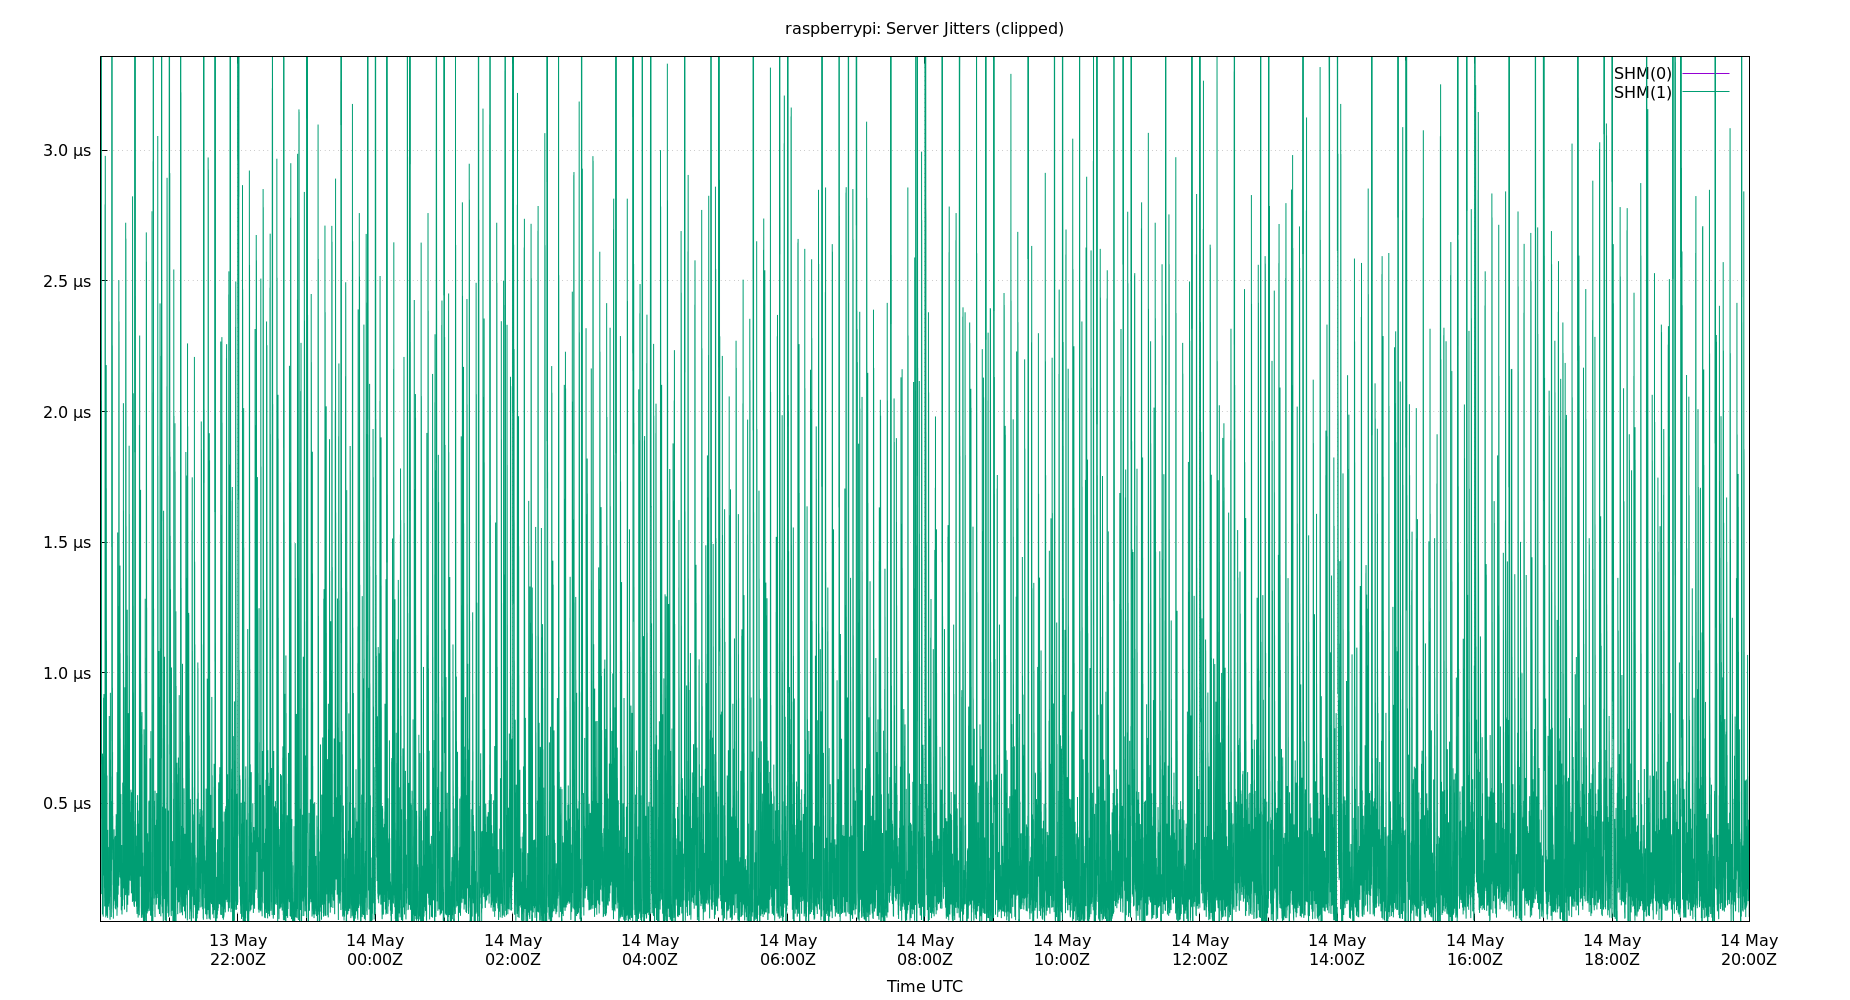 raspberrypi: Server Jitters (clipped)
SHM(0)
SHM(1)
3.0 µs
2.5 µs
2.0 µs
1.5 µs
1.0 µs
0.5 µs
13 May 14 May 14 May 14 May 14 May 14 May 14 May 14 May 14 May 14 May 14 May 14 May
22:00Z 00:00Z 02:00Z 04:00Z 06:00Z 08:00Z 10:00Z 12:00Z 14:00Z 16:00Z 18:00Z 20:00Z
Time UTC